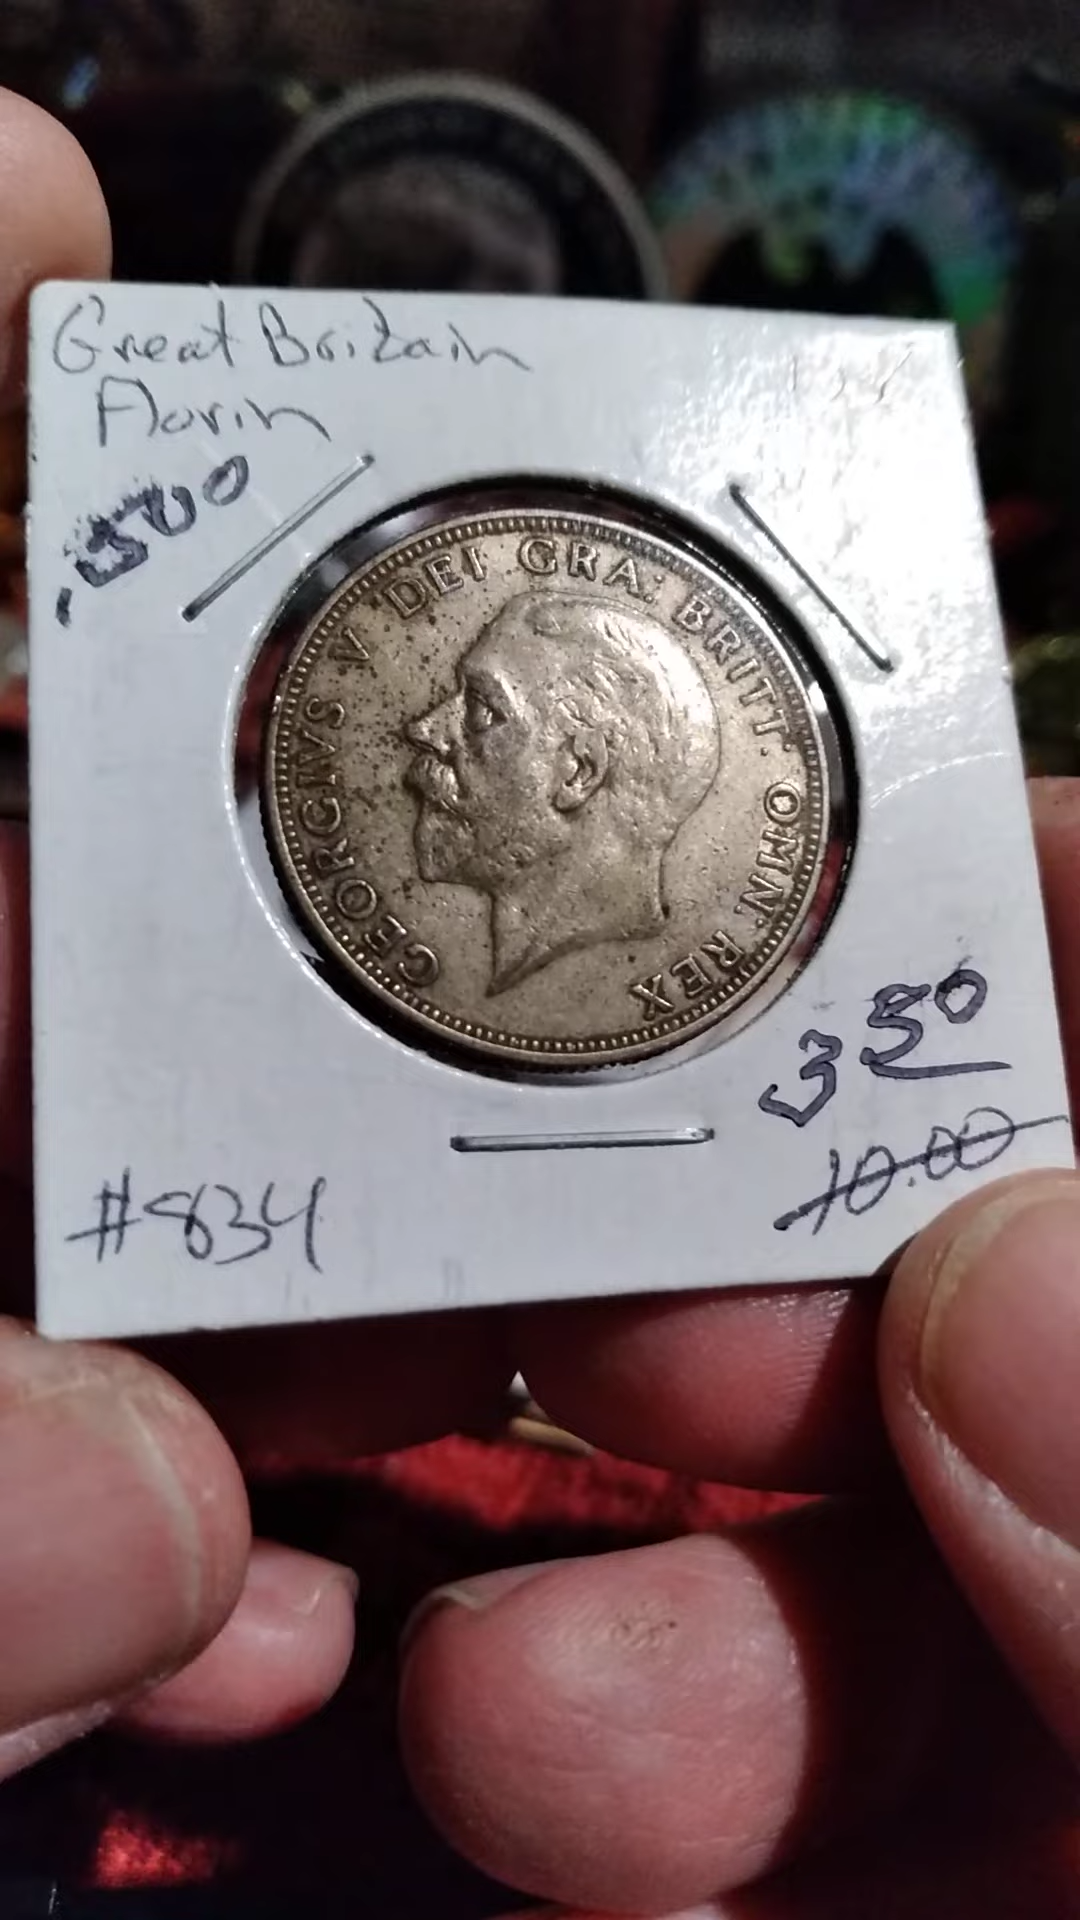 Great Britain
Florin
.500
GEORGIVS V DEI GRA: BRITT: OMN: REX
3 50
10.00
#834